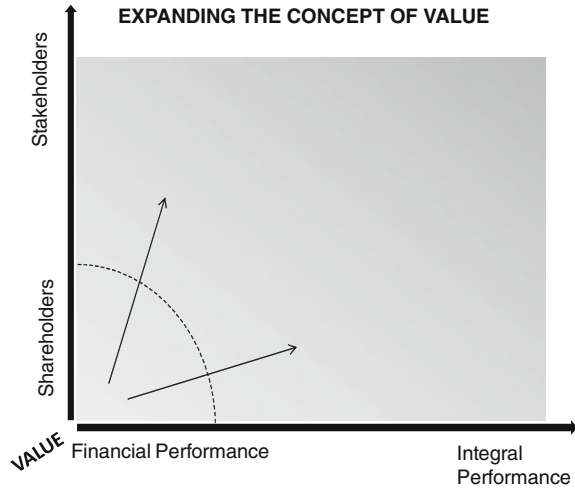 EXPANDING THE CONCEPT OF VALUE
Stakeholders
Shareholders
VALUE
Financial Performance
Integral
Performance